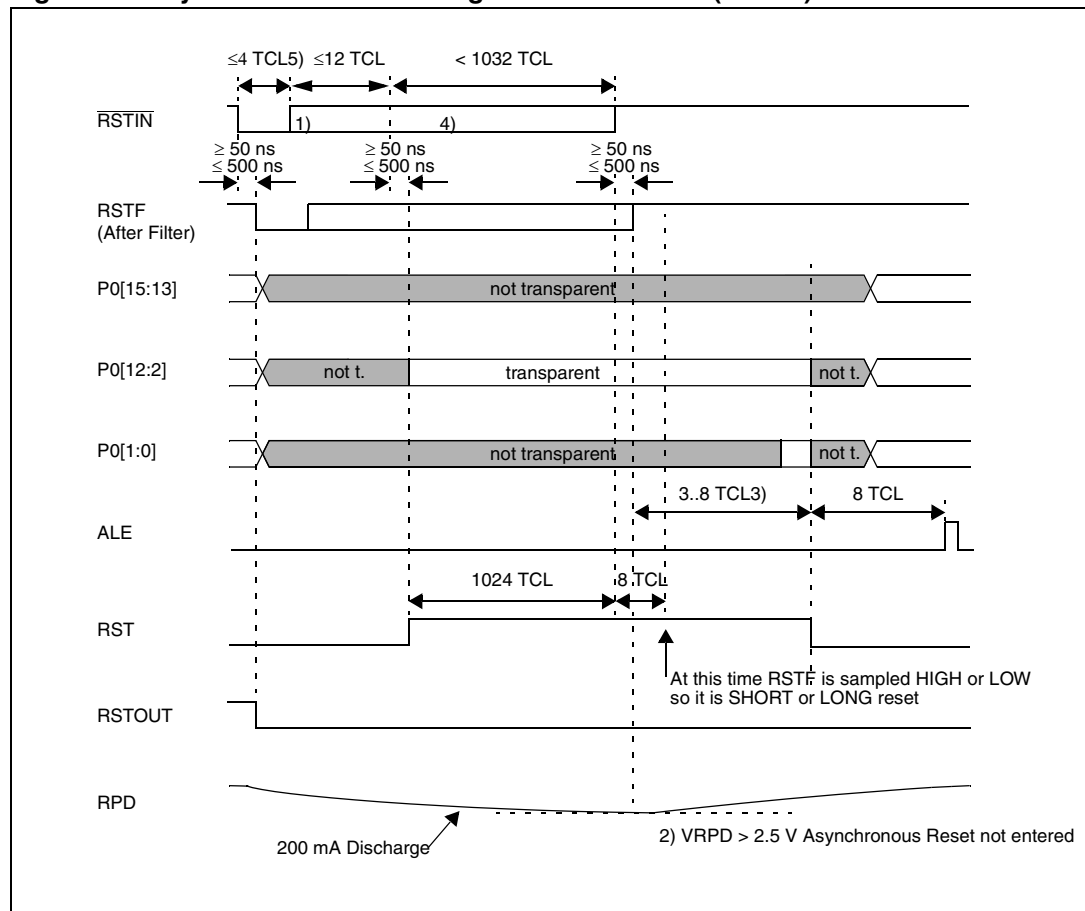 ≤4 TCL5) ≤12 TCL < 1032 TCL
RSTIN
1) 4)
≥ 50 ns ≥ 50 ns ≥ 50 ns
≤ 500 ns ≤ 500 ns ≤ 500 ns
RSTF
(After Filter)
P0[15:13] not transparent
P0[12:2] not t. transparent not t.
P0[1:0] not transparent not t.
3..8 TCL3) 8 TCL
ALE
1024 TCL 8 TCL
RST
At this time RSTF is sampled HIGH or LOW
so it is SHORT or LONG reset
RSTOUT
RPD
200 mA Discharge
2) VRPD > 2.5 V Asynchronous Reset not entered